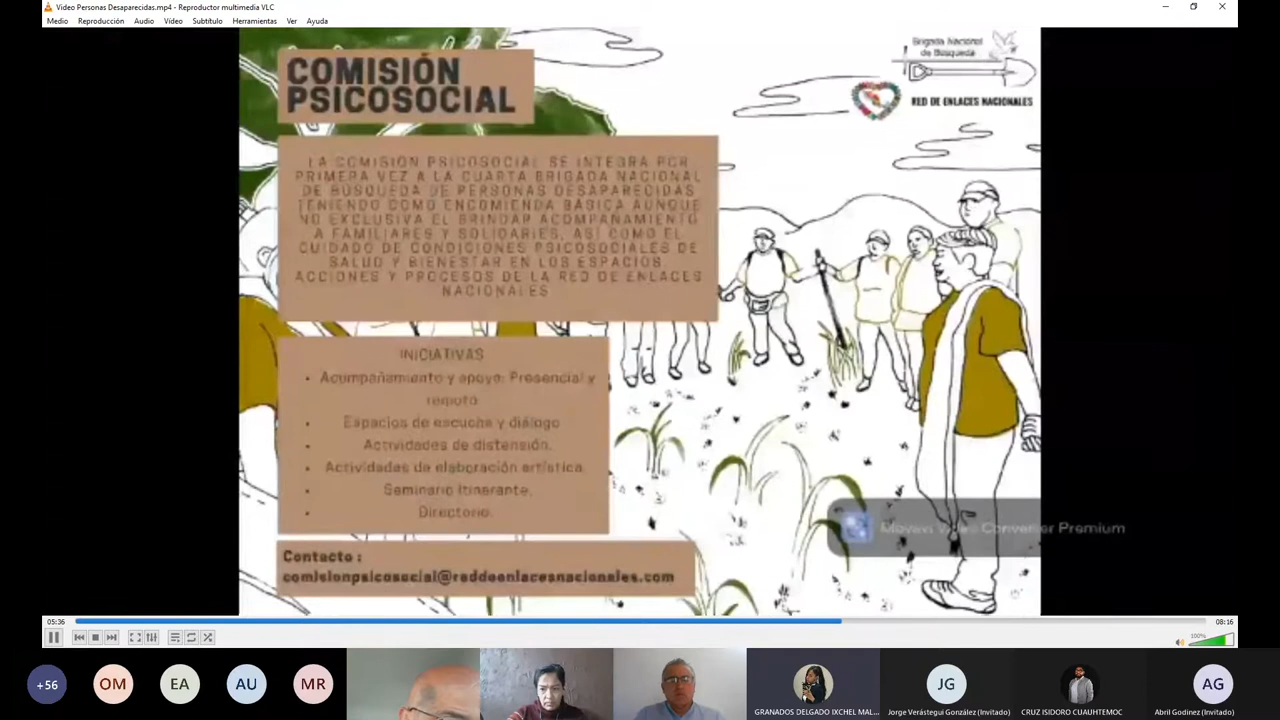 Video Personas Desaparecidas.mp4 - Reproductor multimedia VLC
Medio Reproducción Audio Vídeo Subtítulo Herramientas Ver Ayuda
COMISIÓN
PSICOSOCIAL
Brigada Nacional
de Búsqueda
RED DE ENLACES NACIONALES
LA COMISION PSICOSOCIAL SE INTEGRA POR
PRIMERA VEZ A LA CUARTA BRIGADA NACIONAL
DE BÚSQUEDA DE PERSONAS DESAPARECIDAS
TENIENDO COMO ENCOMIENDA BÁSICA AUNQUE
NO EXCLUSIVA EL BRINDAR ACOMPAÑAMIENTO
A FAMILIARES Y SOLIDARIES, ASÍ COMO EL
CUIDADO DE CONDICIONES PSICOSOCIALES DE
SALUD Y BIENESTAR EN LOS ESPACIOS,
ACCIONES Y PROCESOS DE LA RED DE ENLACES
NACIONALES
INICIATIVAS
• Acompañamiento y apoyo: Presencial y
remoto
• Espacios de escucha y diálogo
• Actividades de distensión.
• Actividades de elaboración artística.
• Seminario Itinerante.
• Directorio.
Contacto :
comisionpsicosocial@reddeenlacesnacionales.com
Movavi Video Converter Premium
05:36
08:16
100%
+56
OM
EA
AU
MR
JG
AG
GRANADOS DELGADO IXCHEL MAL...
Jorge Verástegui González (Invitado)
CRUZ ISIDORO CUAUHTEMOC
Abril Godinez (Invitado)